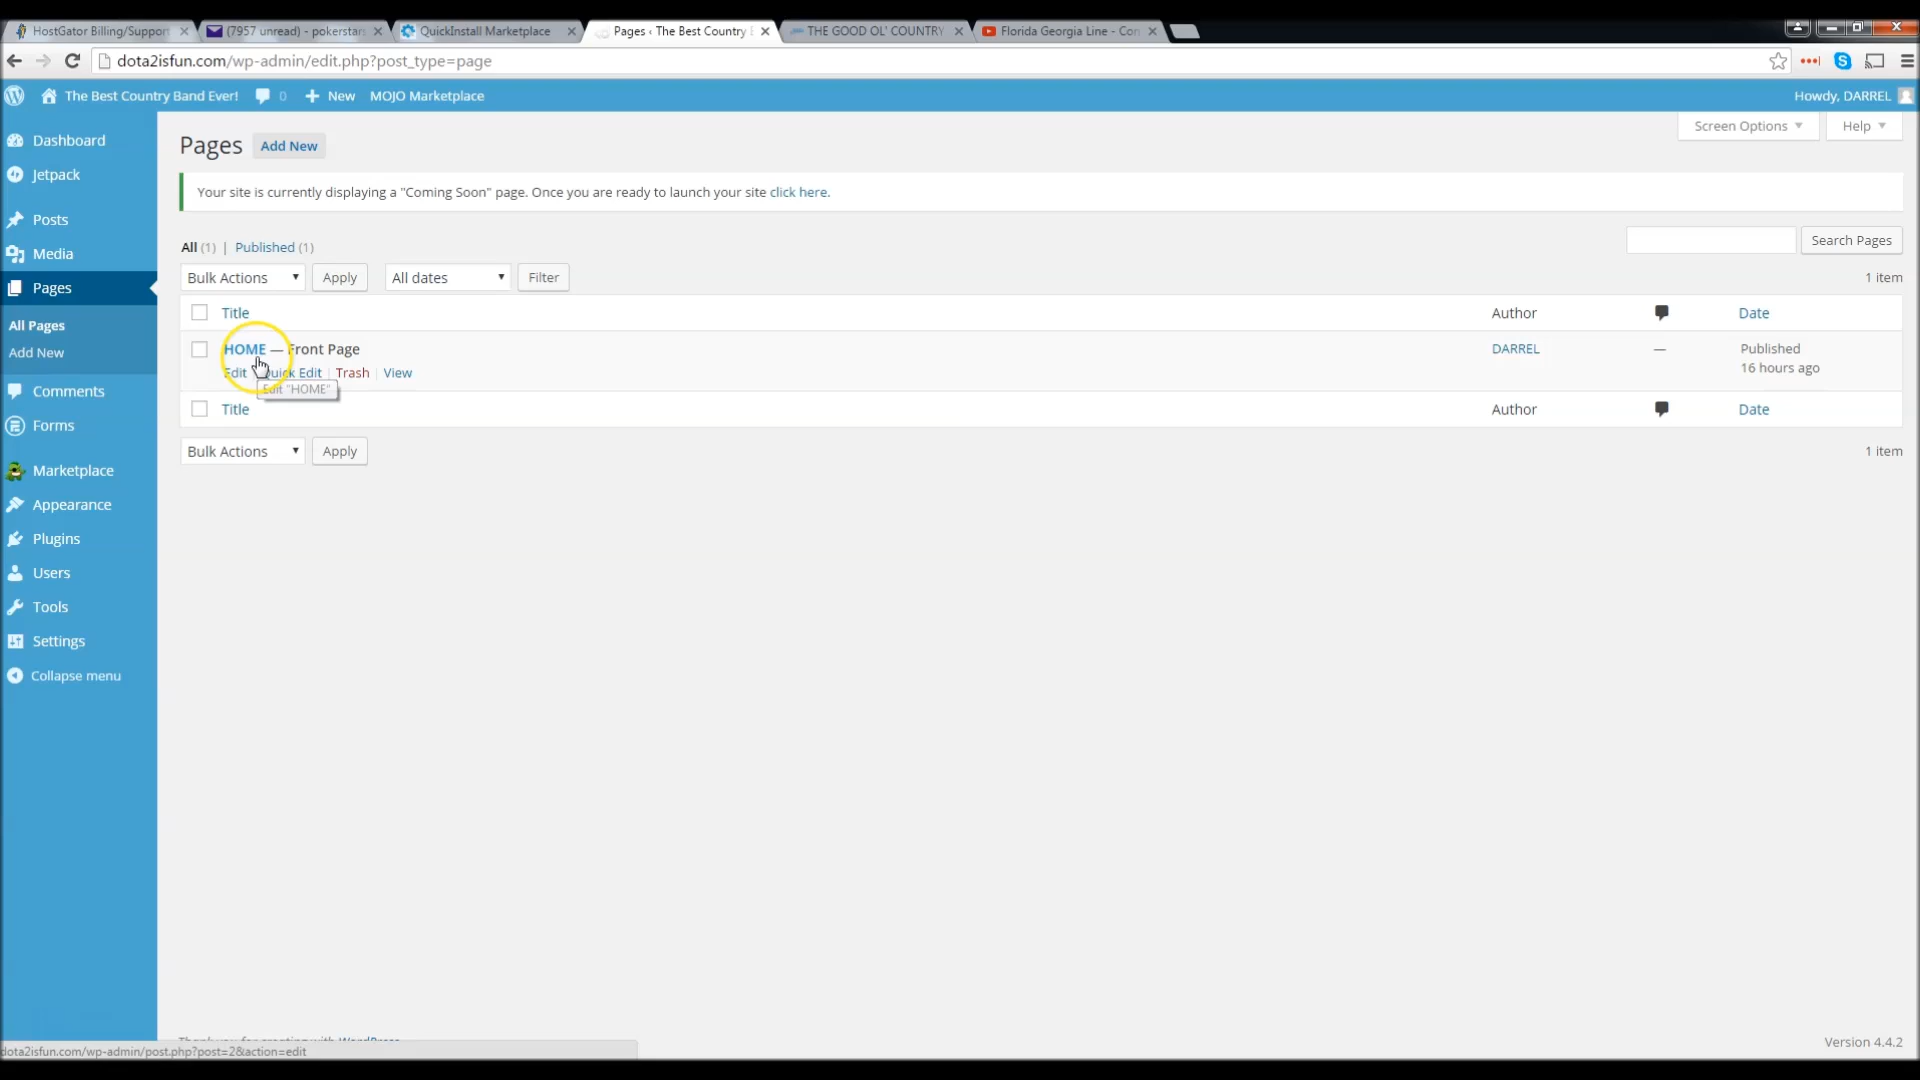 HostGator Billing/Support
(7957 unread) - pokerstars
QuickInstall Marketplace
Pages ‹ The Best Country
THE GOOD OL' COUNTRY
Florida Georgia Line - Con
dota2isfun.com/wp-admin/edit.php?post_type=page
The Best Country Band Ever!
0
New
MOJO Marketplace
Howdy, DARREL
Screen Options
Help
Dashboard
Jetpack
Posts
Media
Pages
All Pages
Add New
Comments
Forms
Marketplace
Appearance
Plugins
Users
Tools
Settings
Collapse menu
Pages
Add New
Your site is currently displaying a "Coming Soon" page. Once you are ready to launch your site click here.
All (1) | Published (1)
Search Pages
Bulk Actions
Apply
All dates
Filter
1 item
Title
Author
Date
HOME — Front Page
DARREL
—
Published
16 hours ago
Edit | Quick Edit | Trash | View
Edit "HOME"
Title
Author
Date
Bulk Actions
Apply
1 item
Version 4.4.2
dota2isfun.com/wp-admin/post.php?post=2&action=edit